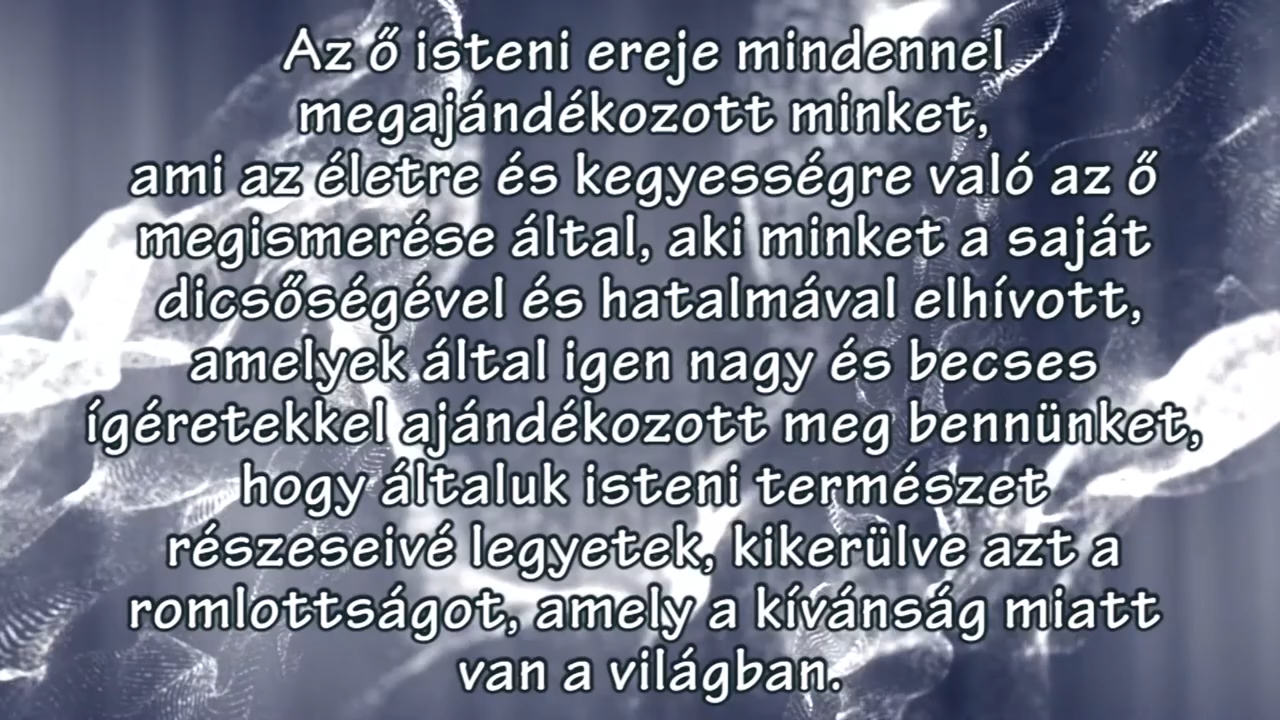 Az ő isteni ereje mindennel
megajándékozott minket,
ami az életre és kegyességre való az ő
megismerése által, aki minket a saját
dicsőségével és hatalmával elhívott,
amelyek által igen nagy és becses
ígéretekkel ajándékozott meg bennünket,
hogy általuk isteni természet
részeseivé legyetek, kikerülve azt a
romlottságot, amely a kívánság miatt
van a világban.